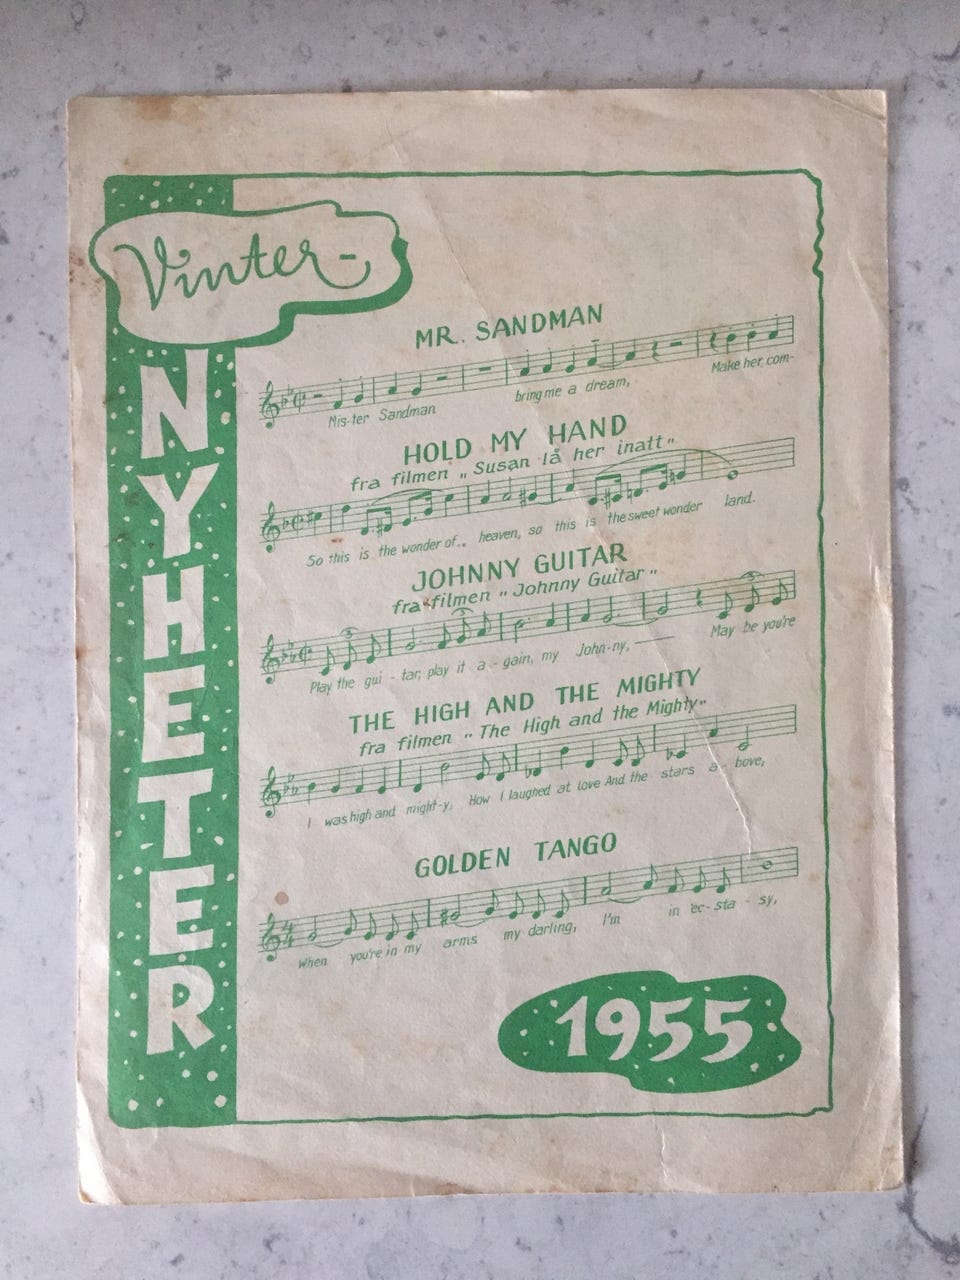 Vinter-
NYHETER
MR. SANDMAN
Mis-ter Sandman bring me a dream, Make her com-
HOLD MY HAND
fra filmen „Susan lå her inatt"
So this is the wonder of.. heaven, so this is the sweet wonder land.
JOHNNY GUITAR
fra filmen „Johnny Guitar"
Play the gui-tar, play it a-gain, my John-ny, May be you're
THE HIGH AND THE MIGHTY
fra filmen „The High and the Mighty"
I was high and might-y, How I laughed at love And the stars a bove,
GOLDEN TANGO
When you're in my arms my darling, I'm in ec-sta-sy,
1955